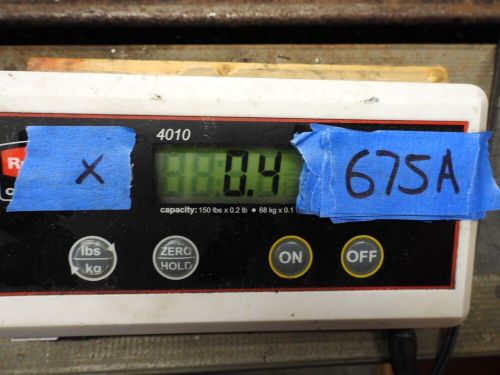 4010
X
0.4
675A
capacity: 150 lbs x 0.2 lb • 68 kg x 0.1
lbs
kg
ZERO
HOLD
ON
OFF